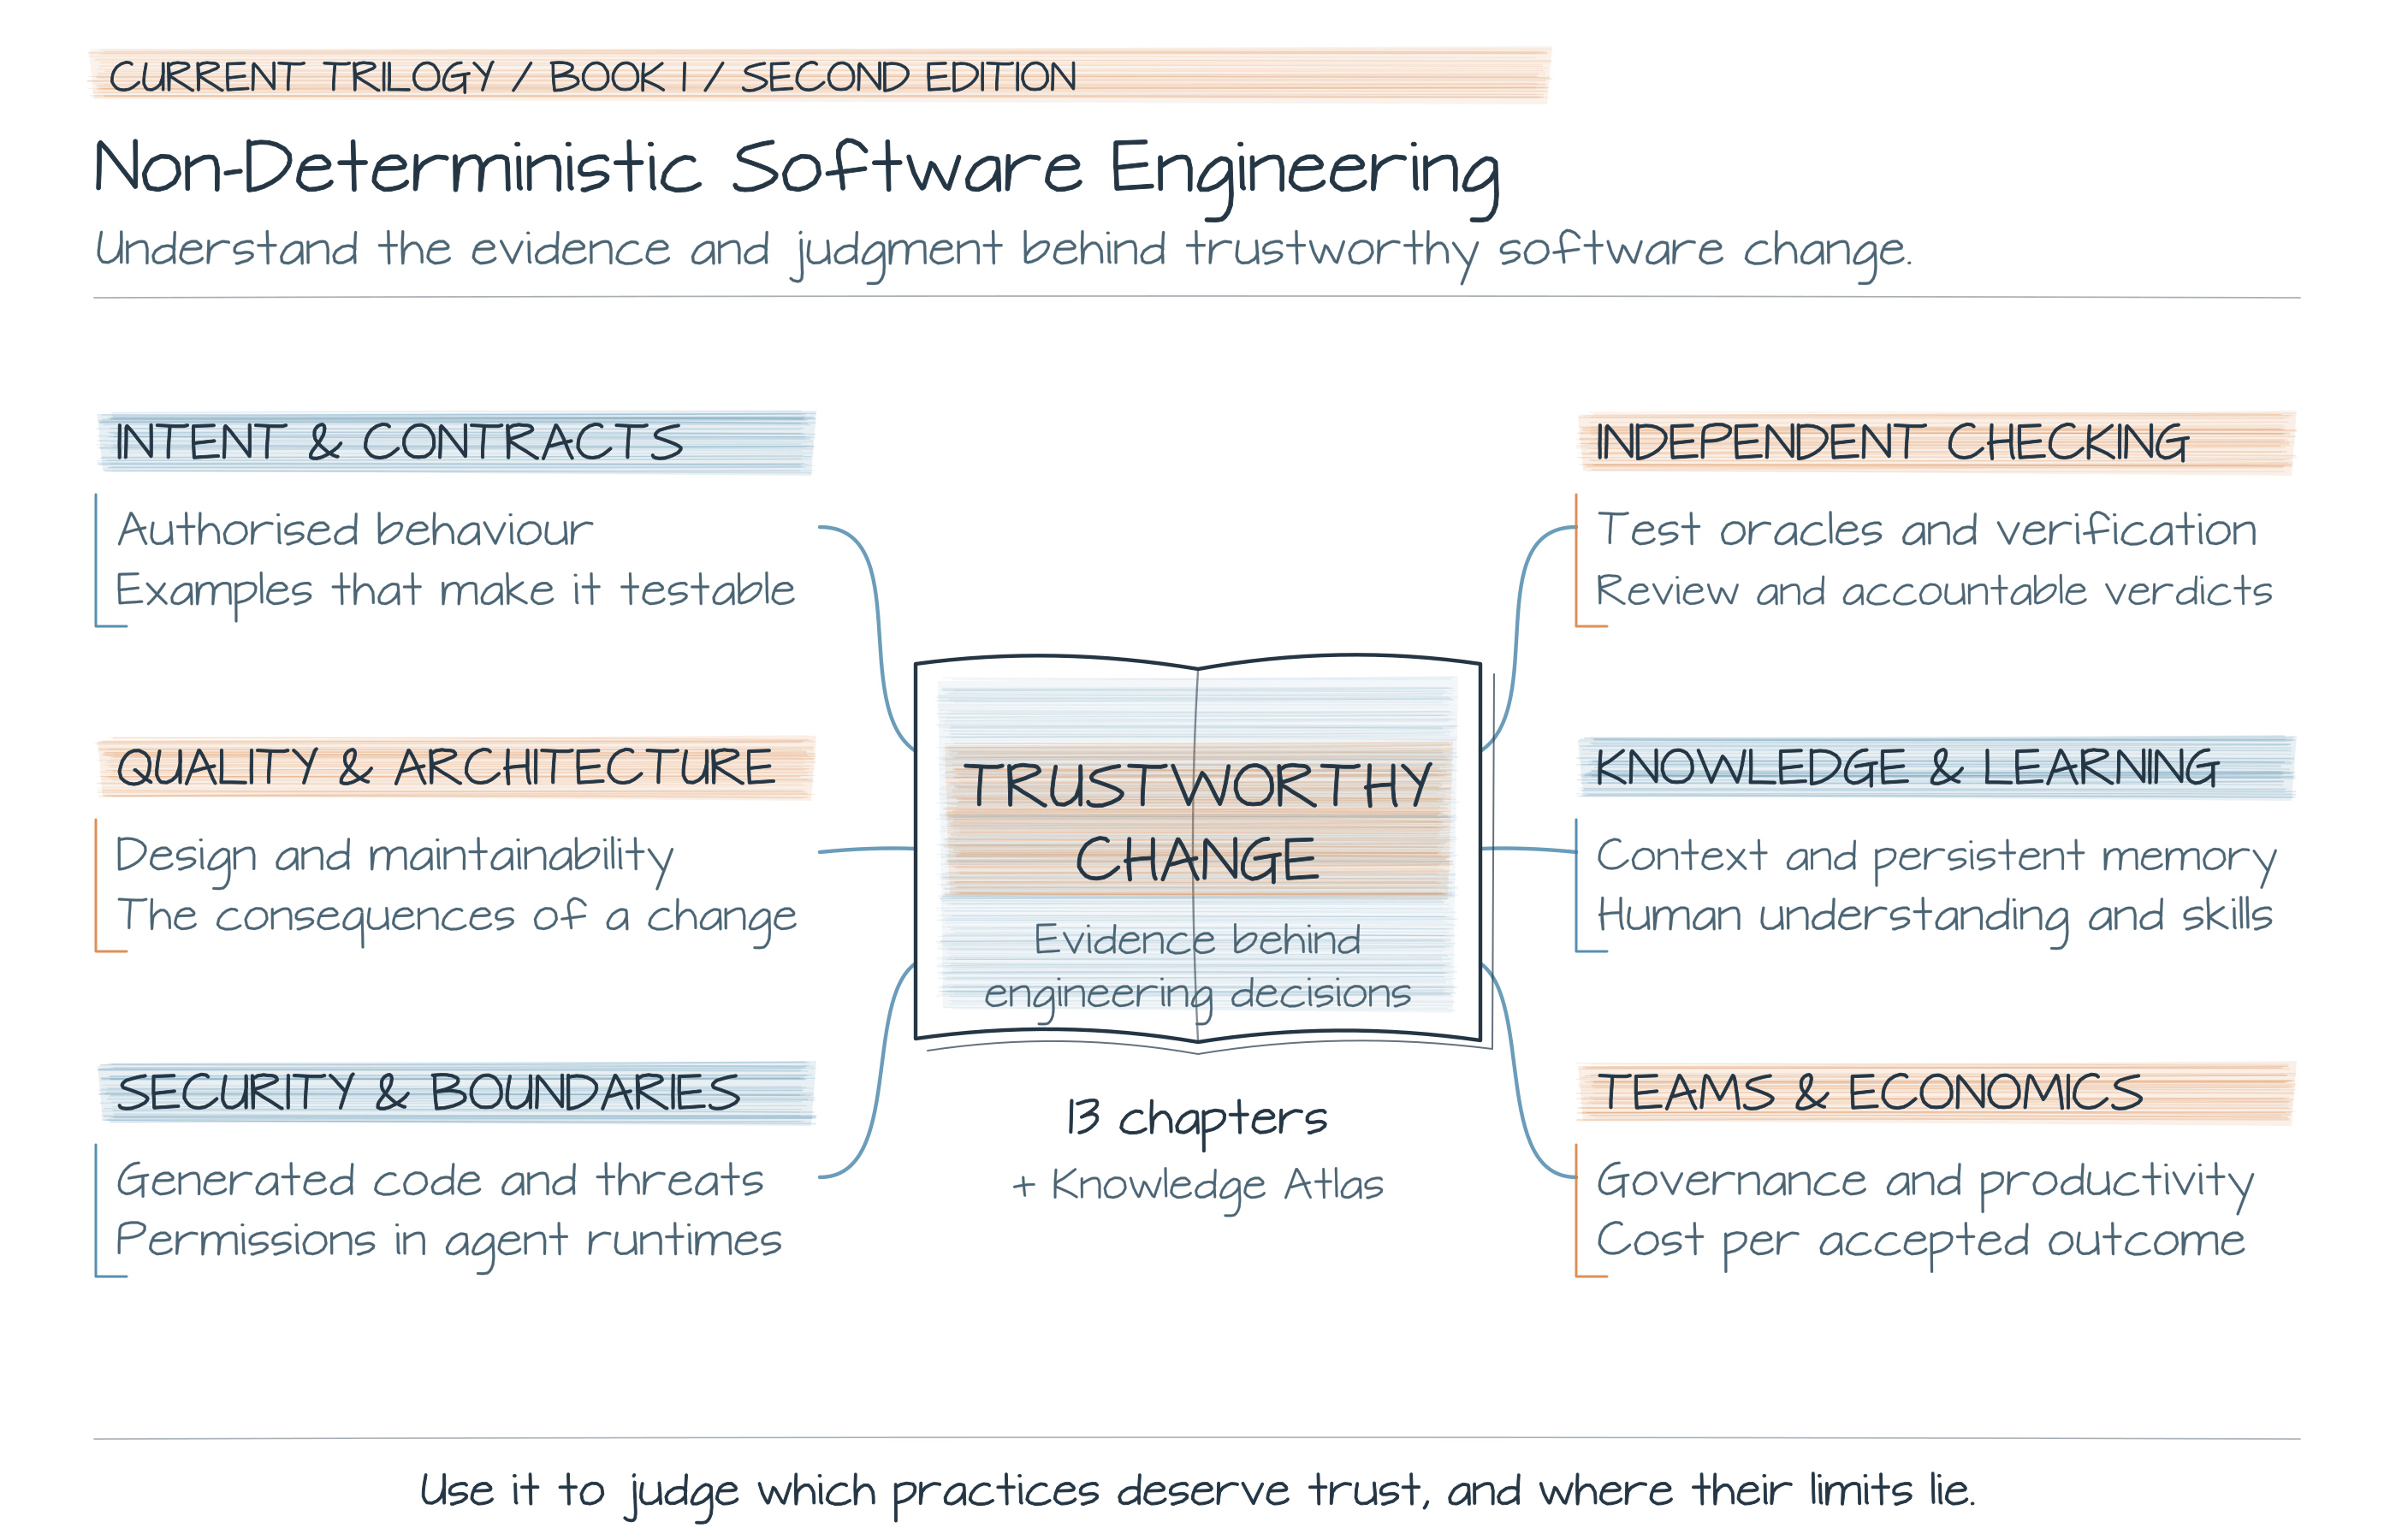 CURRENT TRILOGY / BOOK 1 / SECOND EDITION
Non-Deterministic Software Engineering
Understand the evidence and judgment behind trustworthy software change.
INTENT & CONTRACTS
Authorised behaviour
Examples that make it testable
QUALITY & ARCHITECTURE
Design and maintainability
The consequences of a change
SECURITY & BOUNDARIES
Generated code and threats
Permissions in agent runtimes
TRUSTWORTHY
CHANGE
Evidence behind
engineering decisions
13 chapters
+ Knowledge Atlas
INDEPENDENT CHECKING
Test oracles and verification
Review and accountable verdicts
KNOWLEDGE & LEARNING
Context and persistent memory
Human understanding and skills
TEAMS & ECONOMICS
Governance and productivity
Cost per accepted outcome
Use it to judge which practices deserve trust, and where their limits lie.